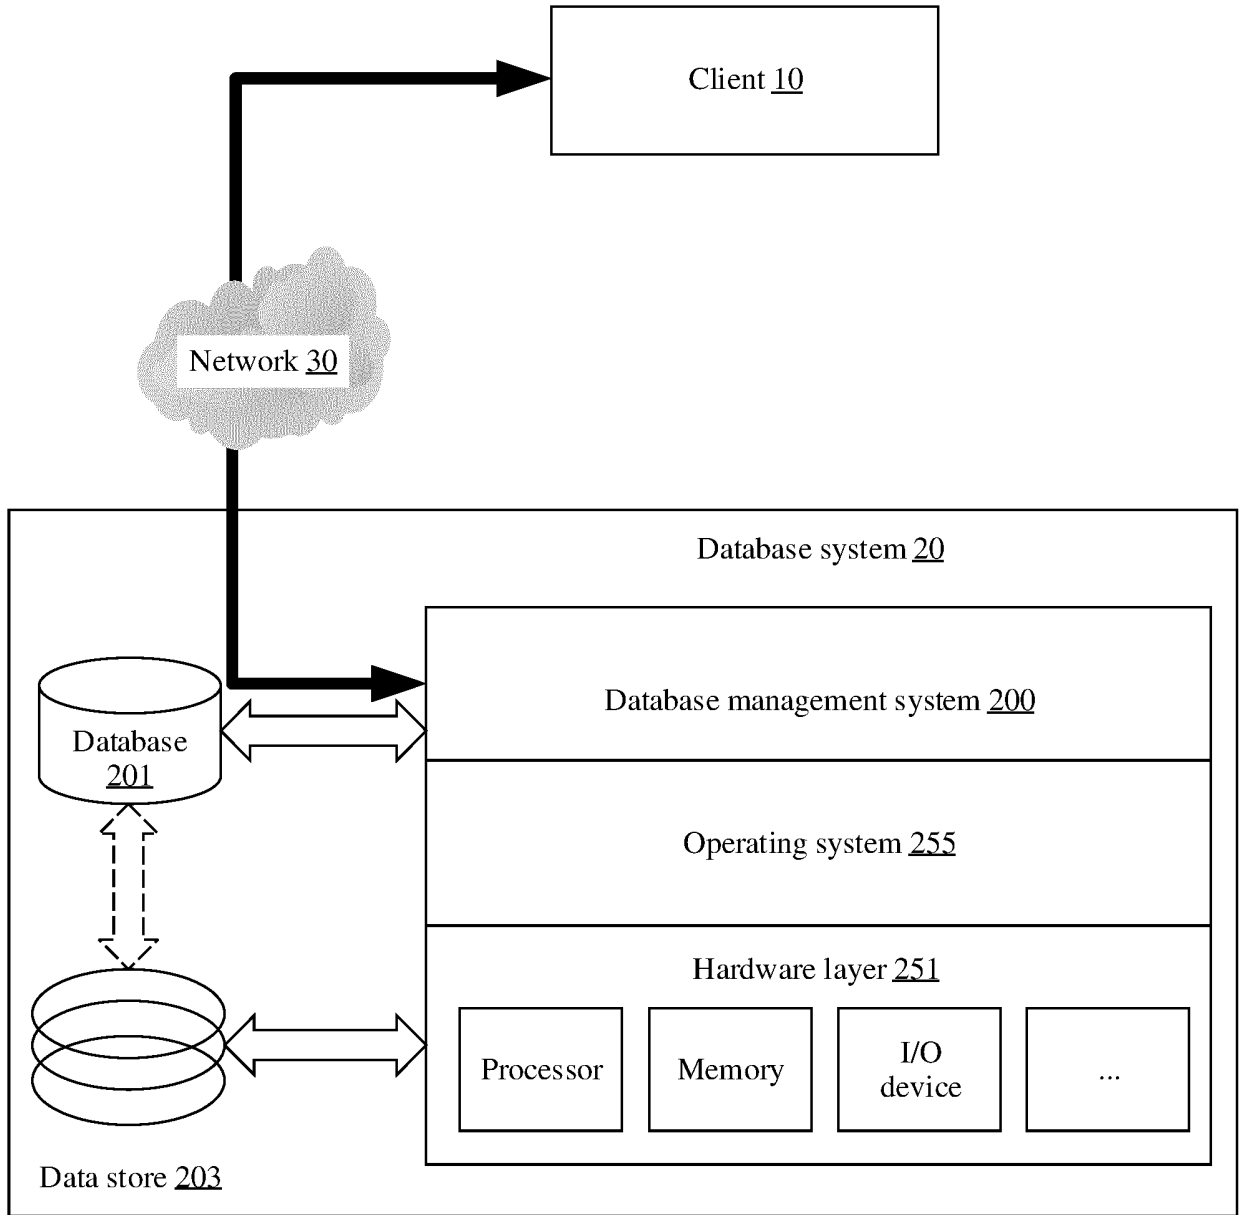 Client 10
Network 30
Database system 20
Database management system 200
Database
201
Operating system 255
Hardware layer 251
Processor
Memory
I/O
device
...
Data store 203